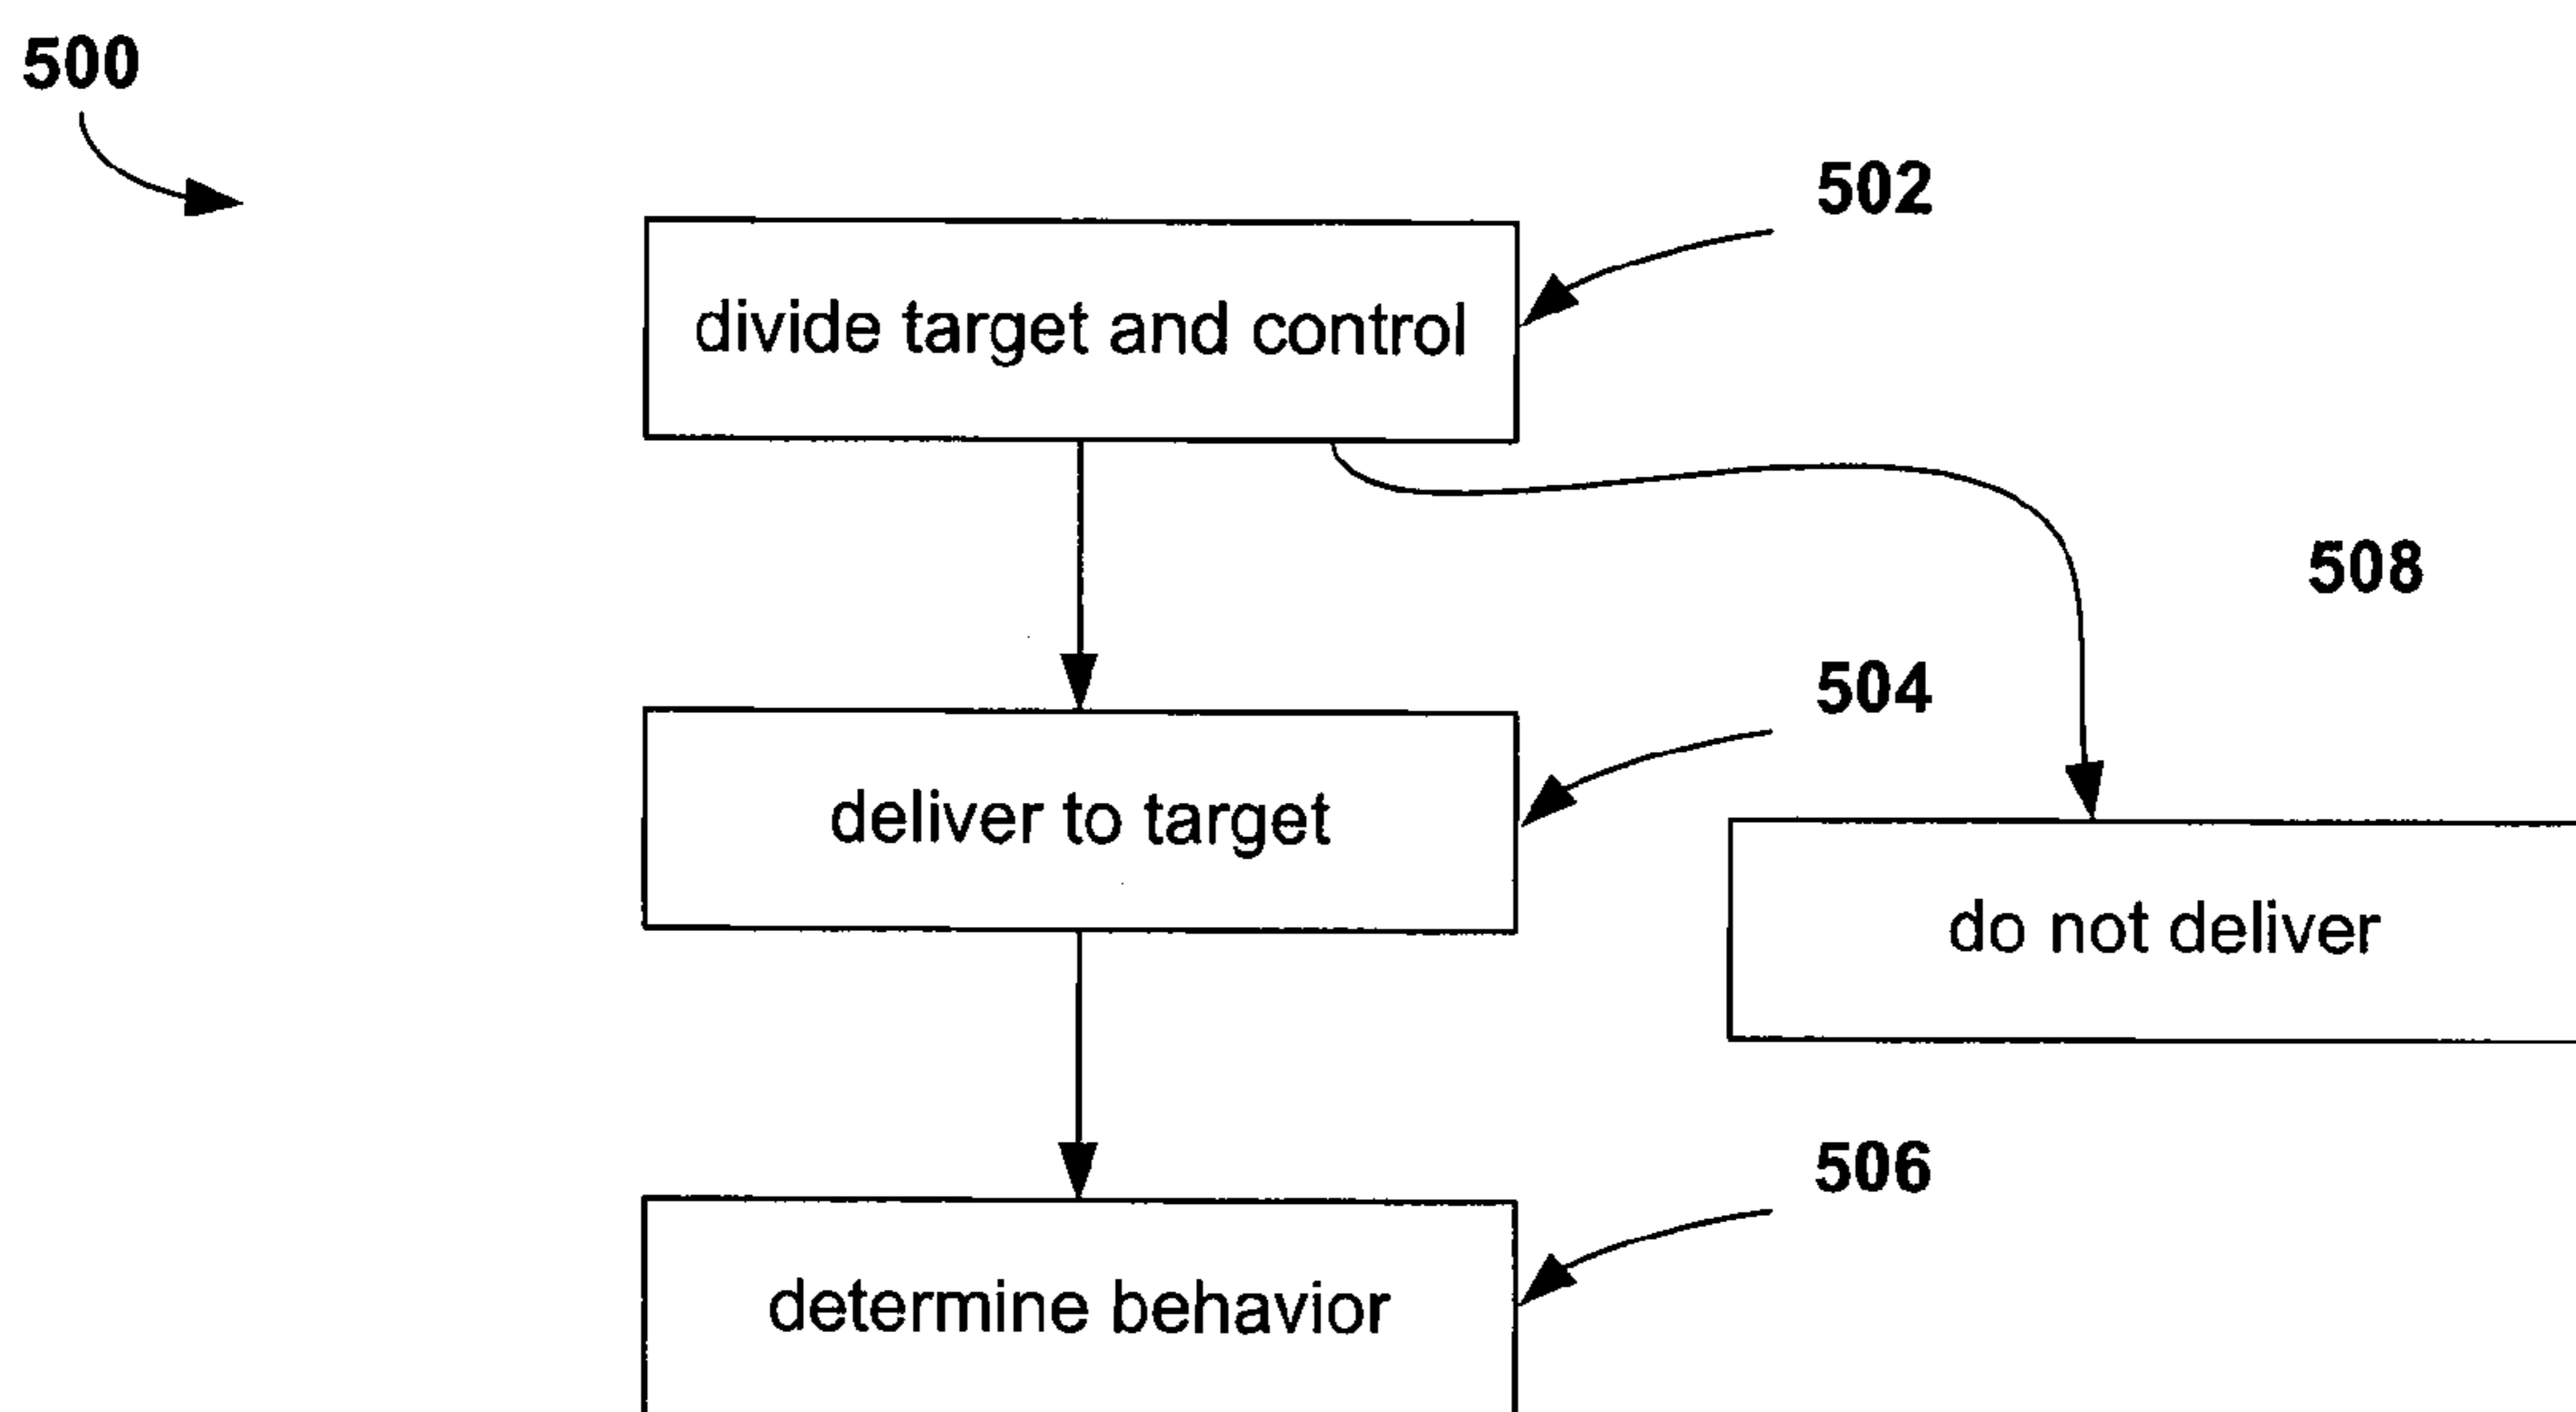 500
502
divide target and control
508
504
deliver to target
do not deliver
506
determine behavior